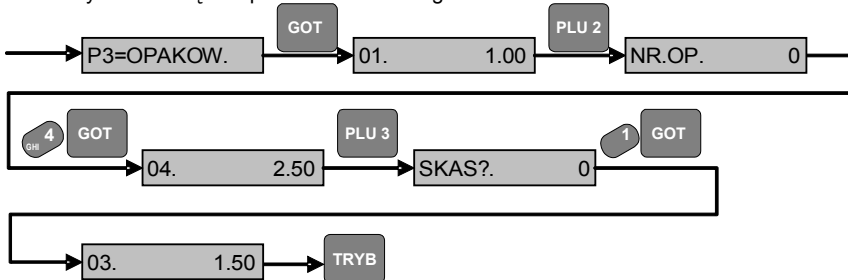 GOT PLU 2
P3=OPAKOW. 01. 1.00 NR.OP. 0
4 GHI GOT PLU 3 1 GOT
04. 2.50 SKAS?. 0
03. 1.50 TRYB